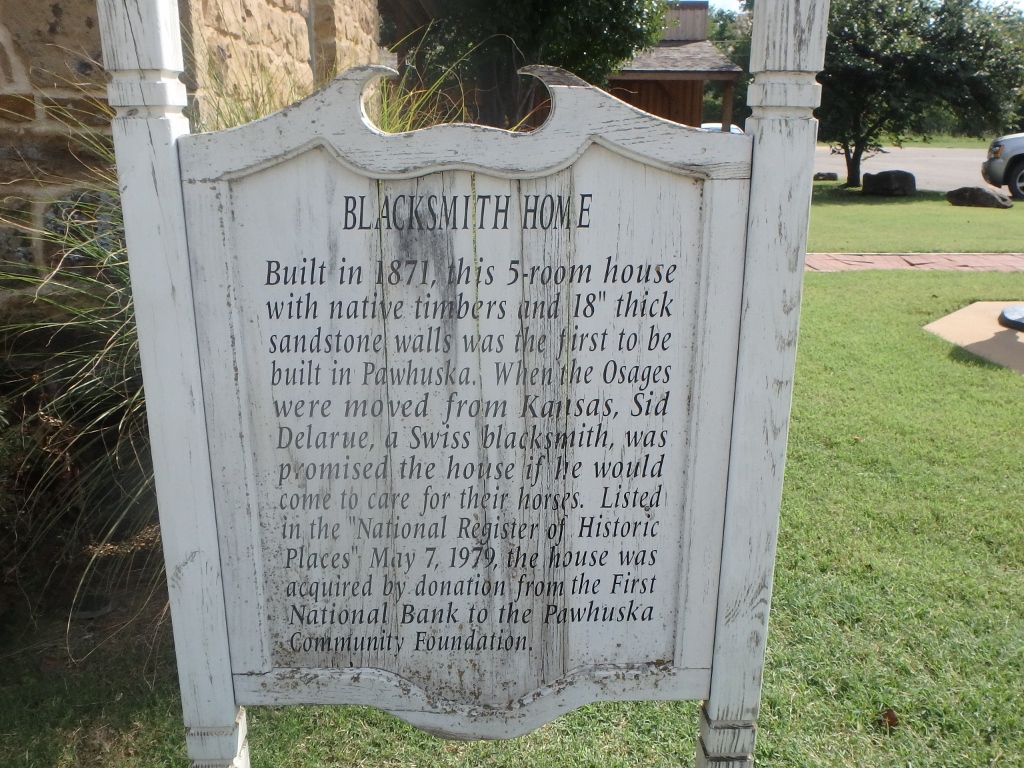 BLACKSMITH HOME
Built in 1871, this 5-room house
with native timbers and 18" thick
sandstone walls was the first to be
built in Pawhuska. When the Osages
were moved from Kansas, Sid
Delarue, a Swiss blacksmith, was
promised the house if he would
come to care for their horses. Listed
in the "National Register of Historic
Places" May 7, 1979, the house was
acquired by donation from the First
National Bank to the Pawhuska
Community Foundation.